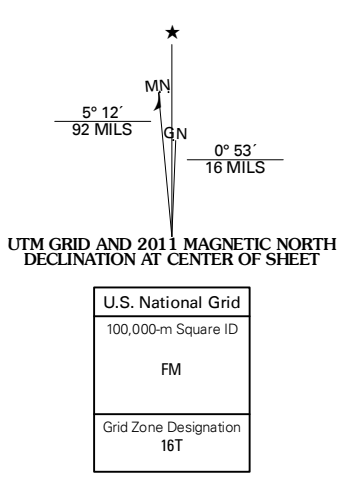 ★
MN
5° 12´
92 MILS
GN
0° 53´
16 MILS
UTM GRID AND 2011 MAGNETIC NORTH
DECLINATION AT CENTER OF SHEET
U.S. National Grid
100,000-m Square ID
FM
Grid Zone Designation
16T